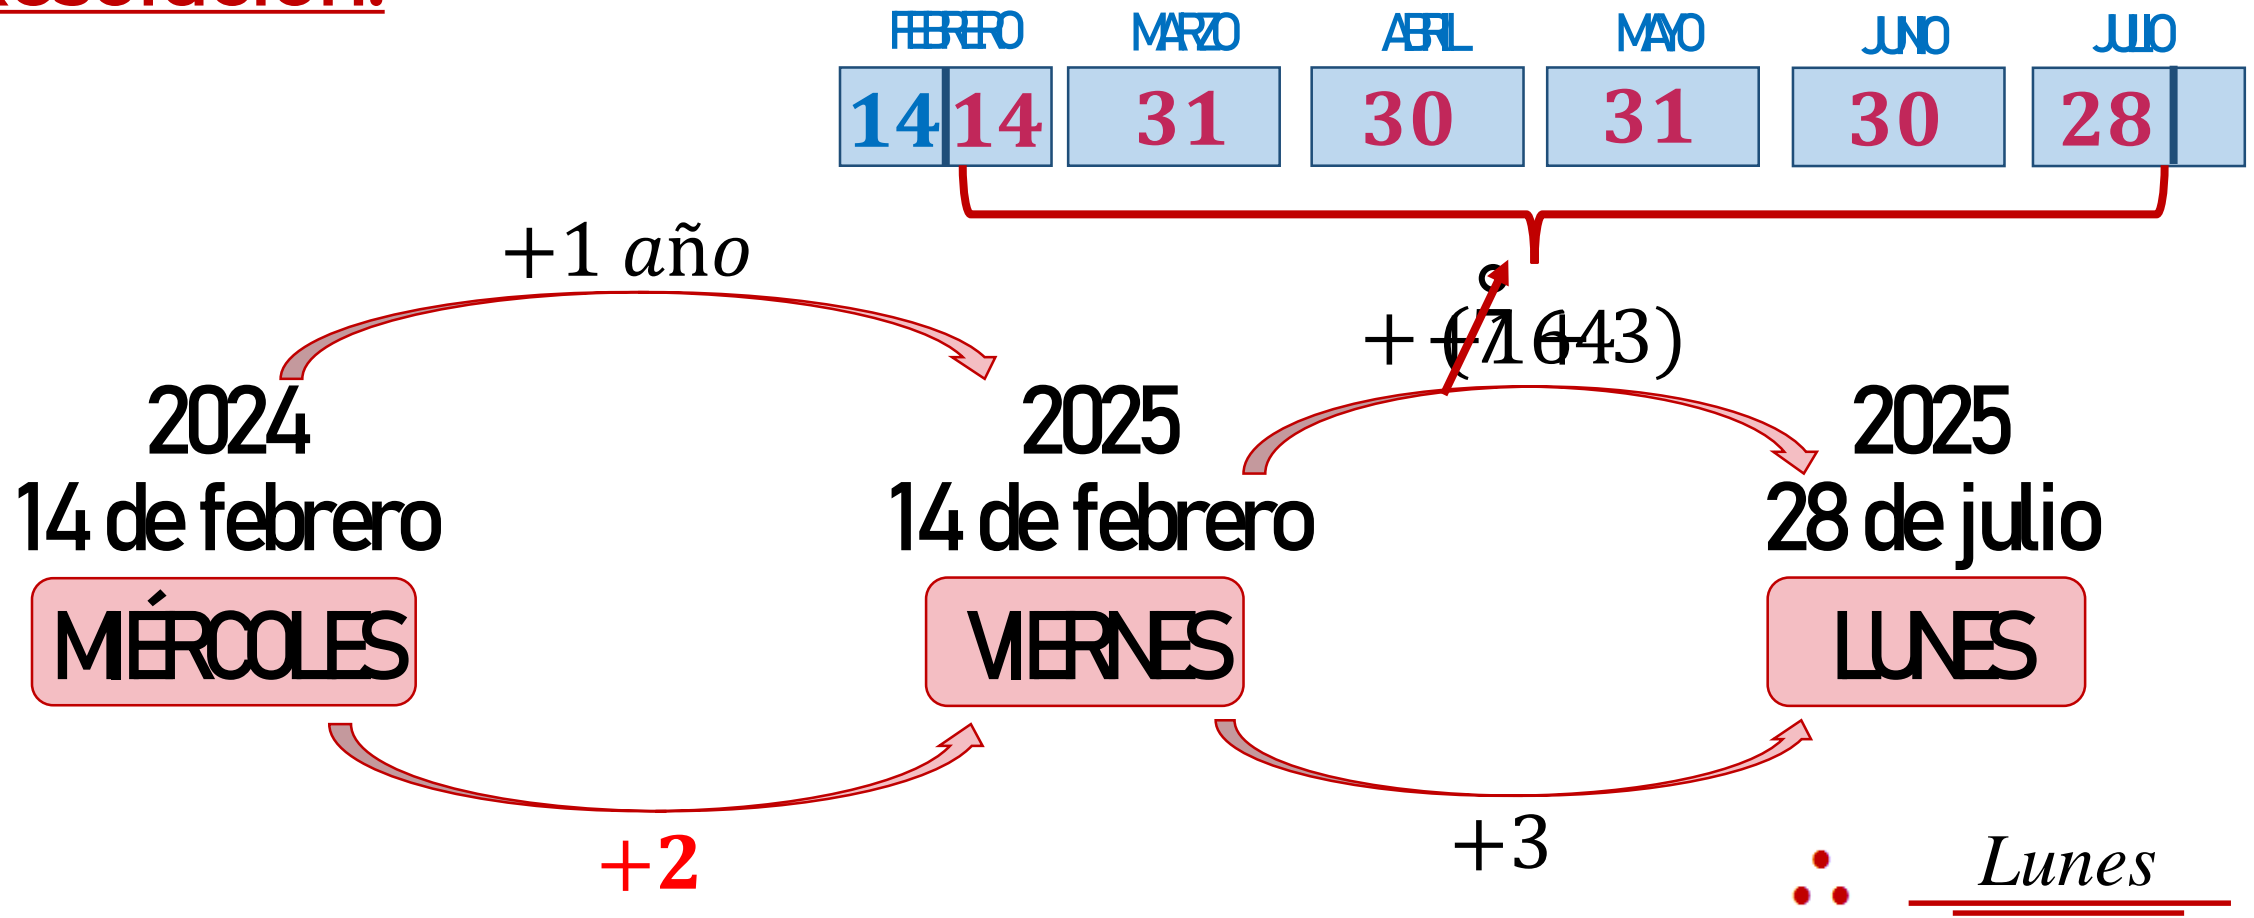 FEBRERO MARZO ABRIL MAYO JUNIO JULIO
14 14 31 30 31 30 28
+1 año
2024 2025 2025
14 de febrero 14 de febrero 28 de julio
MIÉRCOLES VIERNES LUNES
+2 +3
∴ Lunes